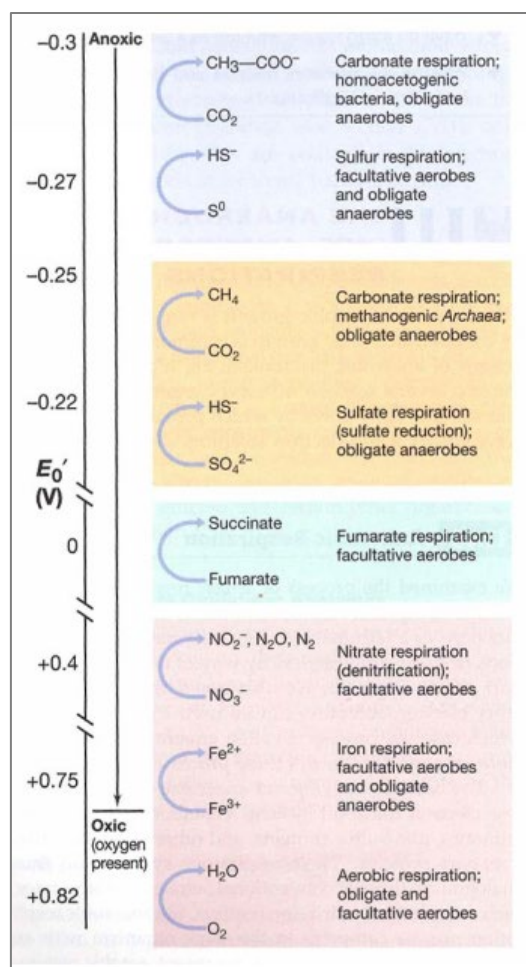 −0.3
Anoxic
CH3—COO⁻
CO₂
Carbonate respiration;
homoacetogenic
bacteria, obligate
anaerobes
−0.27
HS⁻
S⁰
Sulfur respiration;
facultative aerobes
and obligate
anaerobes
−0.25
CH₄
CO₂
Carbonate respiration;
methanogenic Archaea;
obligate anaerobes
−0.22
HS⁻
SO₄²⁻
Sulfate respiration
(sulfate reduction);
obligate anaerobes
E₀′
(V)
0
Succinate
Fumarate
Fumarate respiration;
facultative aerobes
+0.4
NO₂⁻, N₂O, N₂
NO₃⁻
Nitrate respiration
(denitrification);
facultative aerobes
+0.75
Fe²⁺
Fe³⁺
Iron respiration;
facultative aerobes
and obligate
anaerobes
Oxic
(oxygen
present)
+0.82
H₂O
O₂
Aerobic respiration;
obligate and
facultative aerobes